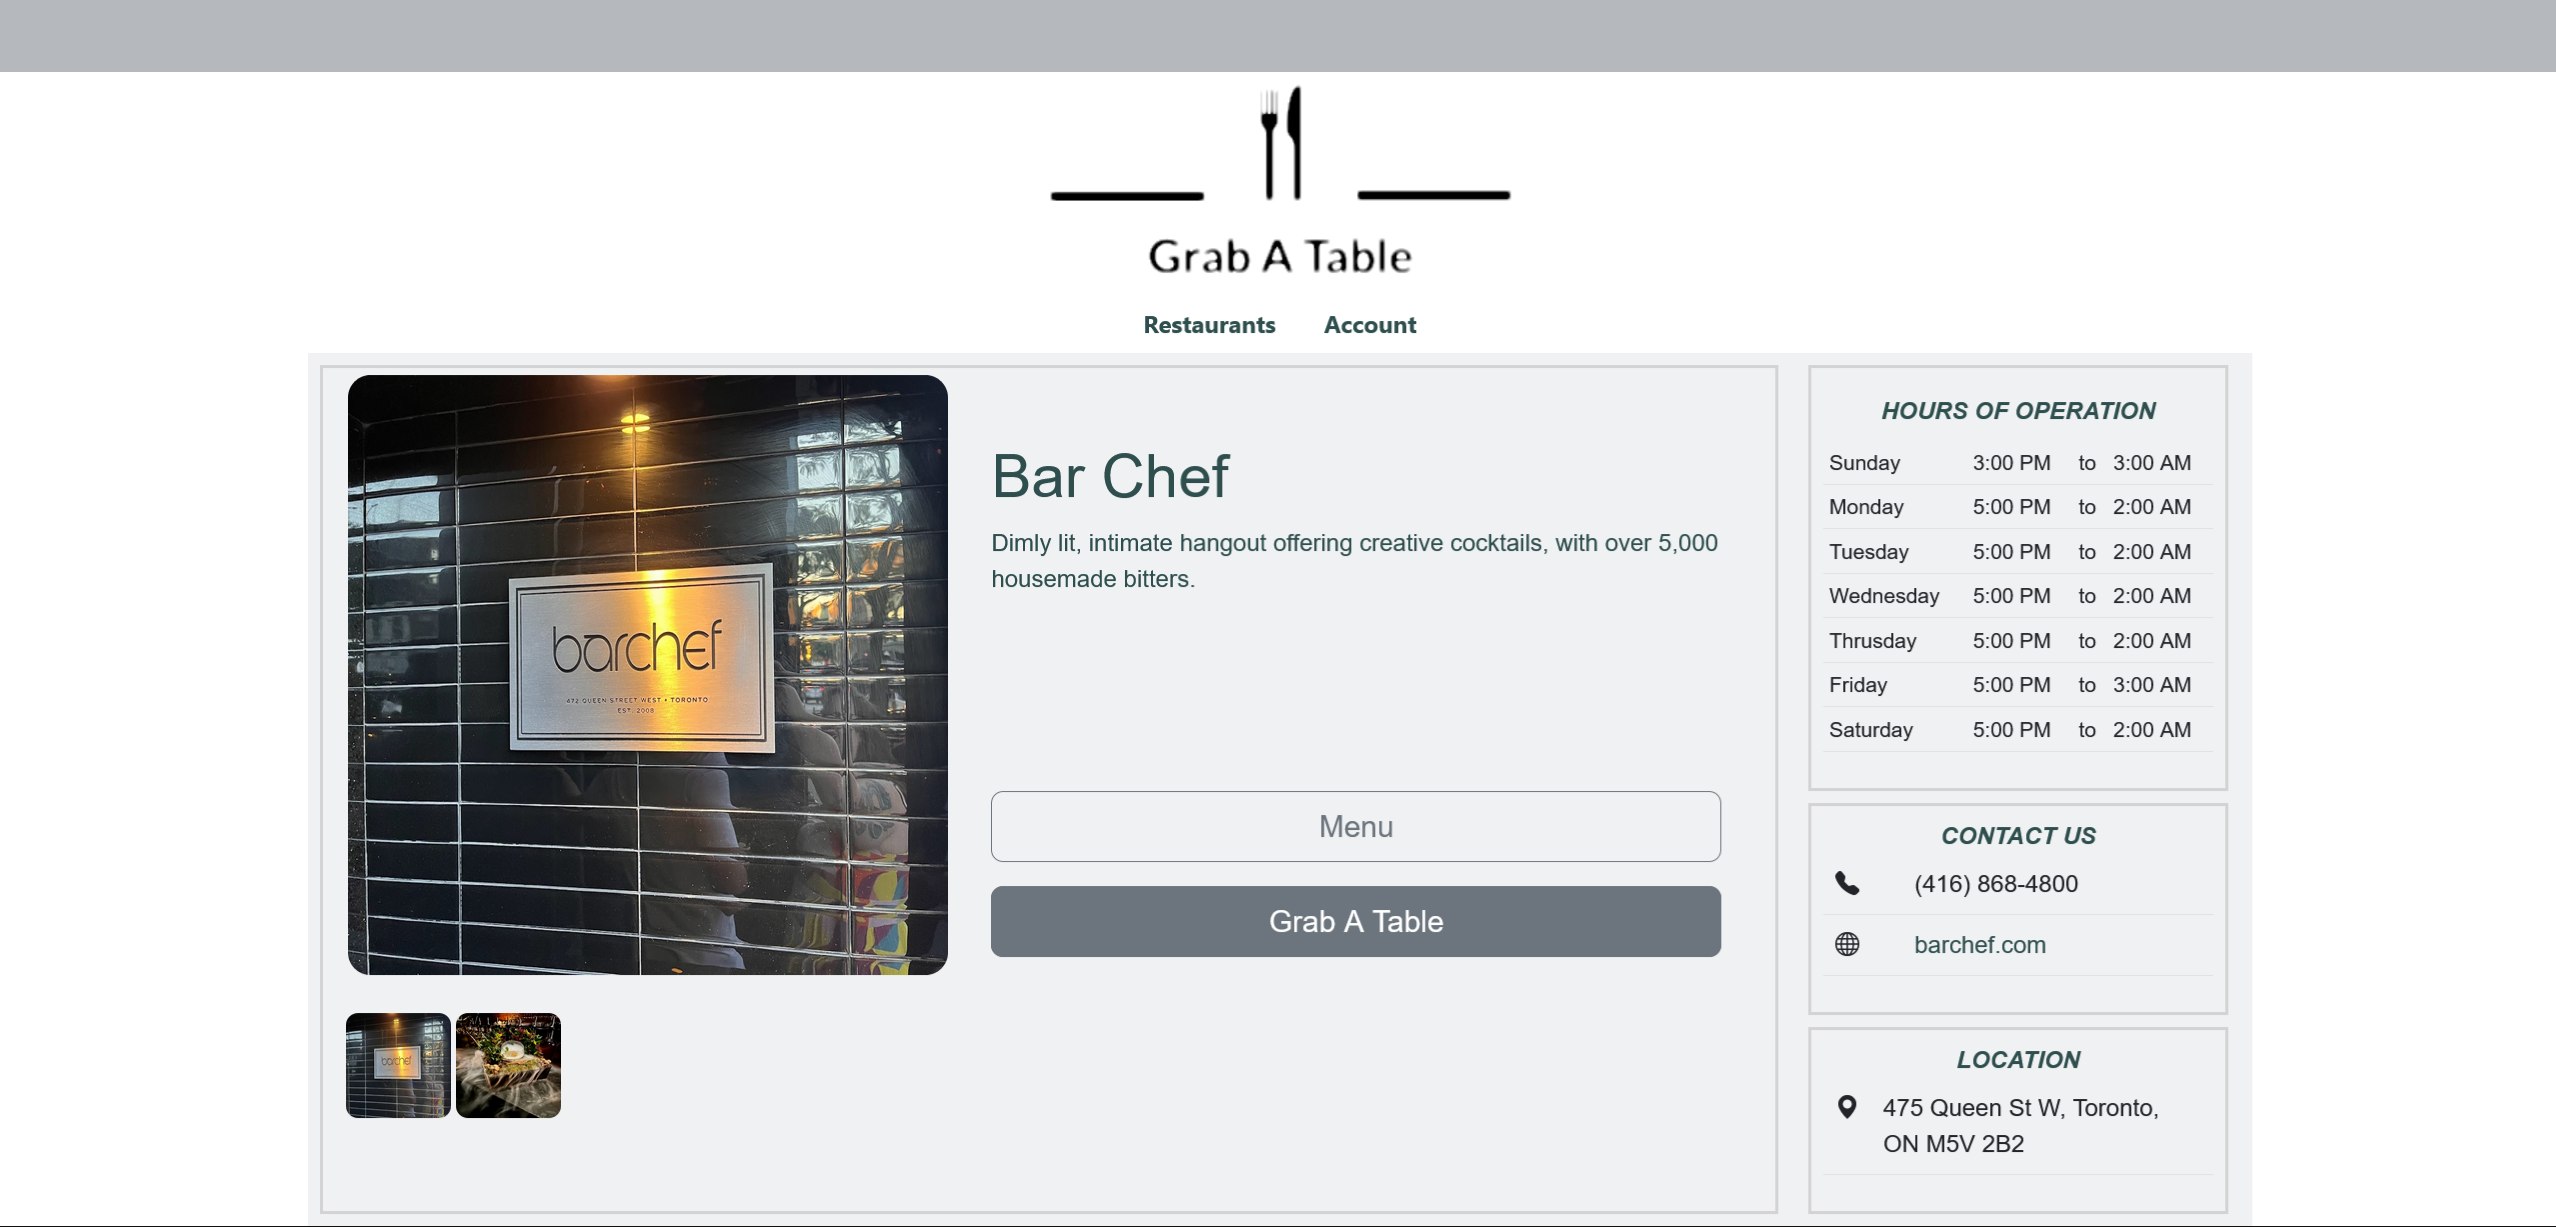 Grab A Table
Restaurants Account
barchef
472 QUEEN STREET WEST • TORONTO
EST. 2008
Bar Chef
Dimly lit, intimate hangout offering creative cocktails, with over 5,000
housemade bitters.
Menu
Grab A Table
barchef
HOURS OF OPERATION
Sunday 3:00 PM to 3:00 AM
Monday 5:00 PM to 2:00 AM
Tuesday 5:00 PM to 2:00 AM
Wednesday 5:00 PM to 2:00 AM
Thrusday 5:00 PM to 2:00 AM
Friday 5:00 PM to 3:00 AM
Saturday 5:00 PM to 2:00 AM
CONTACT US
(416) 868-4800
barchef.com
LOCATION
475 Queen St W, Toronto,
ON M5V 2B2